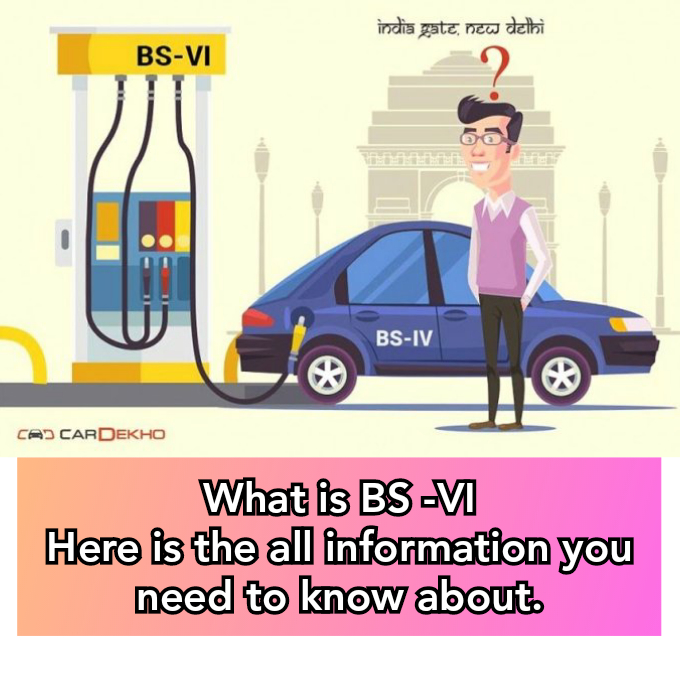 india gate, new delhi
BS-VI
?
BS-IV
CARDEKHO
What is BS -VI
Here is the all information you
need to know about.